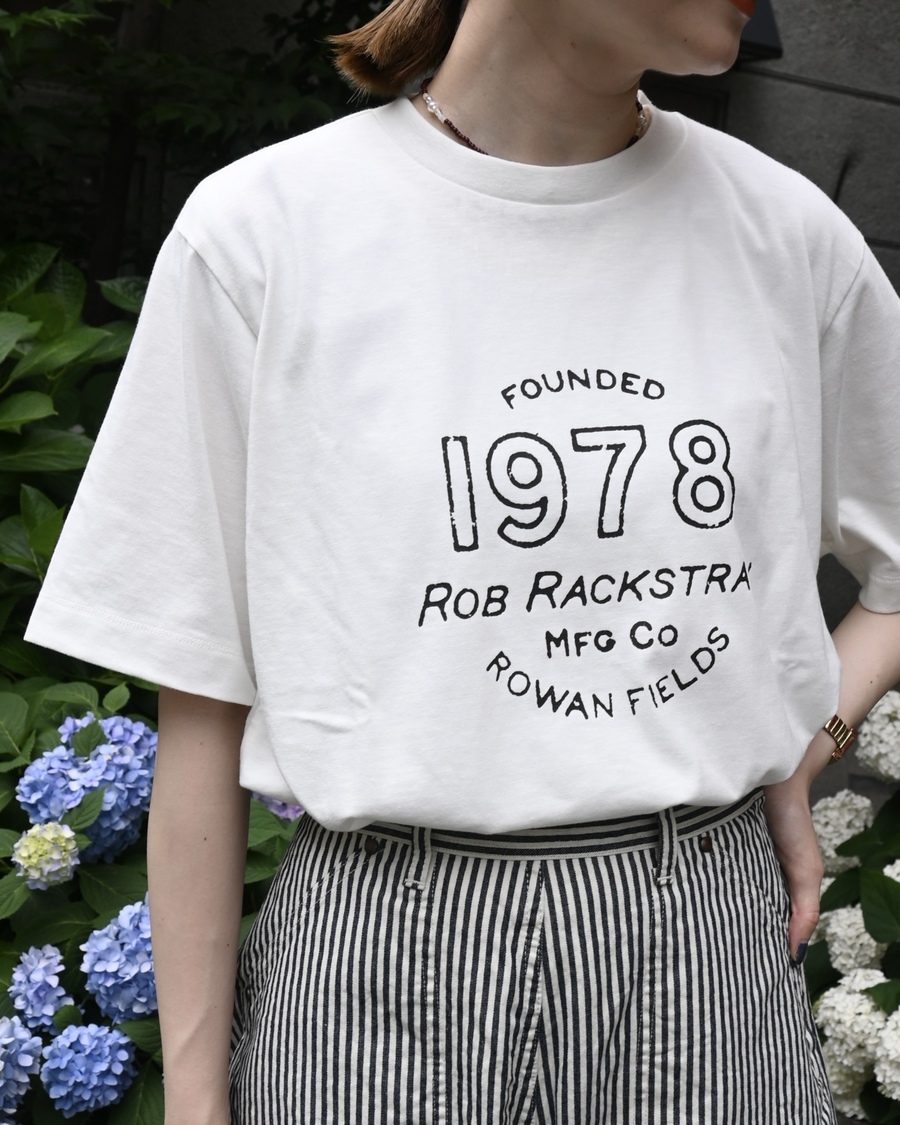 FOUNDED
1978
ROB RACKSTRA
MFG CO
ROWAN FIELDS